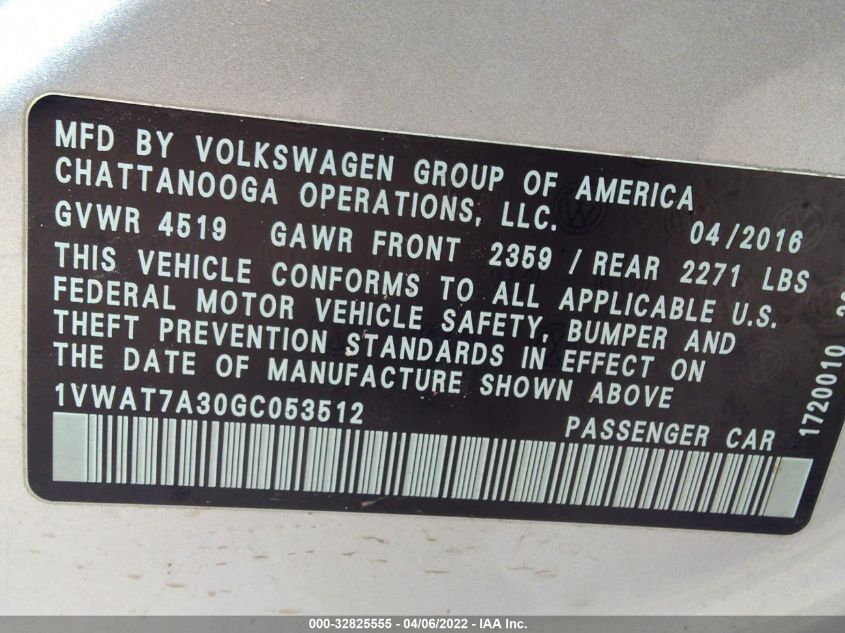 MFD BY VOLKSWAGEN GROUP OF AMERICA
CHATTANOOGA OPERATIONS, LLC.
04/2016
GVWR 4519 GAWR FRONT 2359 / REAR 2271 LBS
THIS VEHICLE CONFORMS TO ALL APPLICABLE U.S.
FEDERAL MOTOR VEHICLE SAFETY, BUMPER AND
THEFT PREVENTION STANDARDS IN EFFECT ON
THE DATE OF MANUFACTURE SHOWN ABOVE
1VWAT7A30GC053512 PASSENGER CAR
1720010
000-32825555 - 04/06/2022 - IAA Inc.